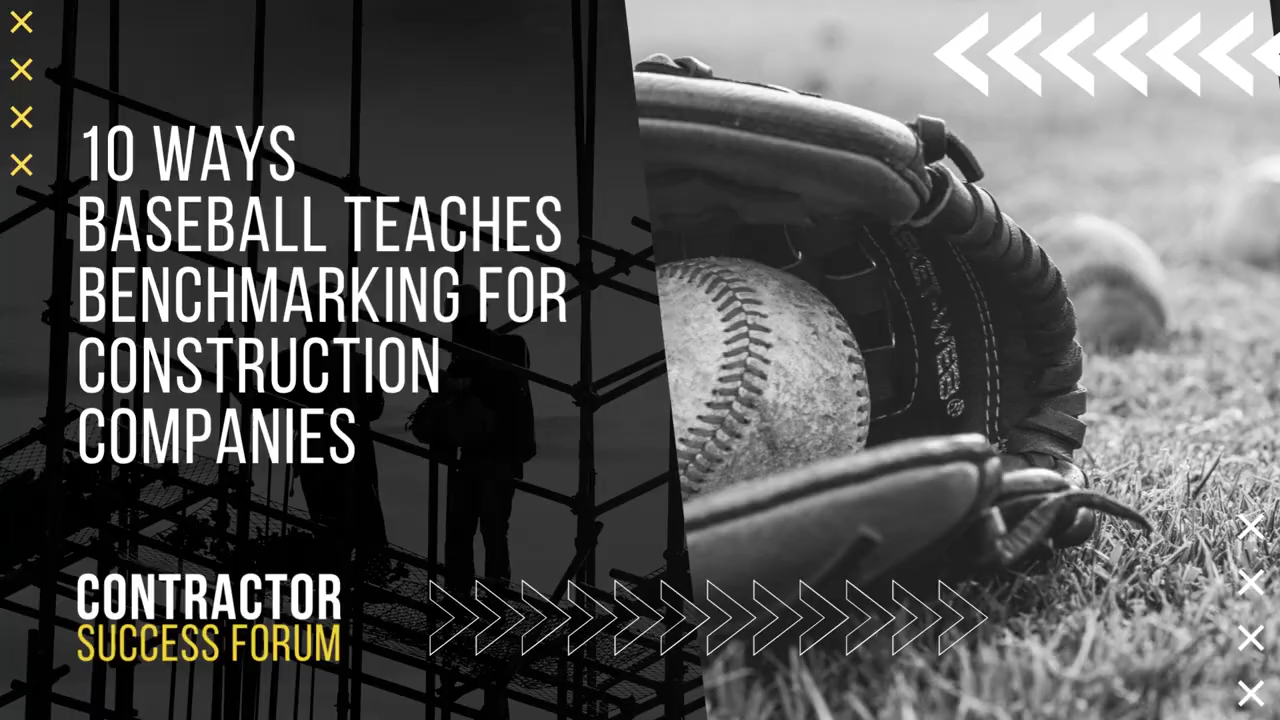 10 WAYS
BASEBALL TEACHES
BENCHMARKING FOR
CONSTRUCTION
COMPANIES
CONTRACTOR
SUCCESS FORUM